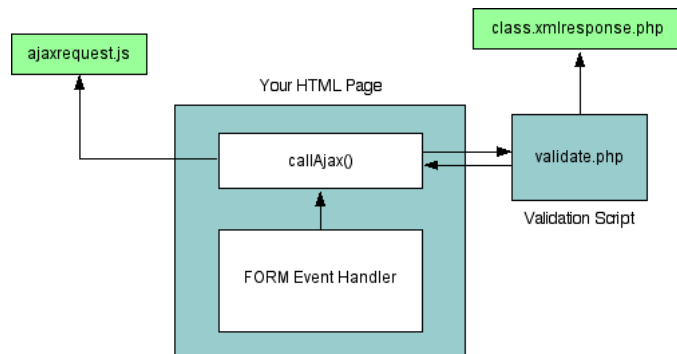 class.xmlresponse.php
ajaxrequest.js
Your HTML Page
callAjax()
validate.php
Validation Script
FORM Event Handler